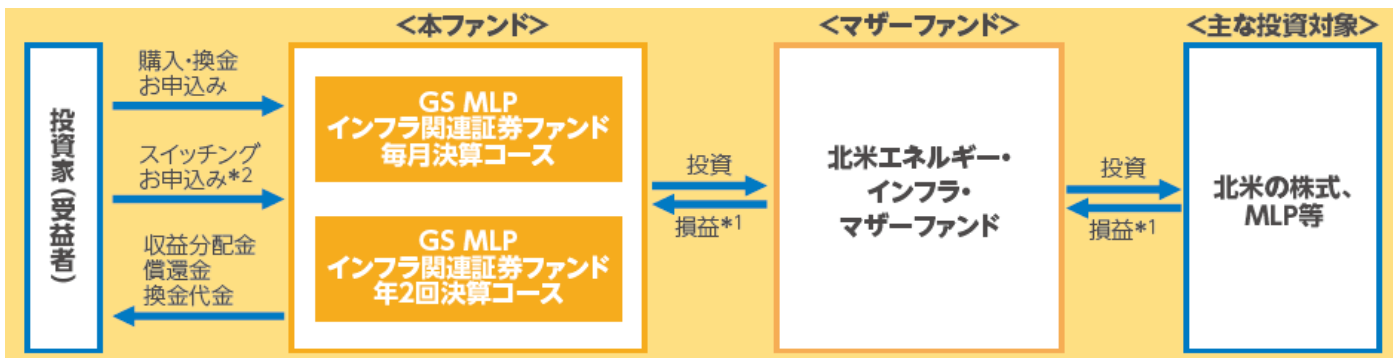 <本ファンド>
<マザーファンド>
<主な投資対象>
投資家(受益者)
購入・換金
お申込み
スイッチング
お申込み*2
収益分配金
償還金
換金代金
GS MLP
インフラ関連証券ファンド
毎月決算コース
GS MLP
インフラ関連証券ファンド
年2回決算コース
投資
損益*1
北米エネルギー・
インフラ・
マザーファンド
投資
損益*1
北米の株式、
MLP等